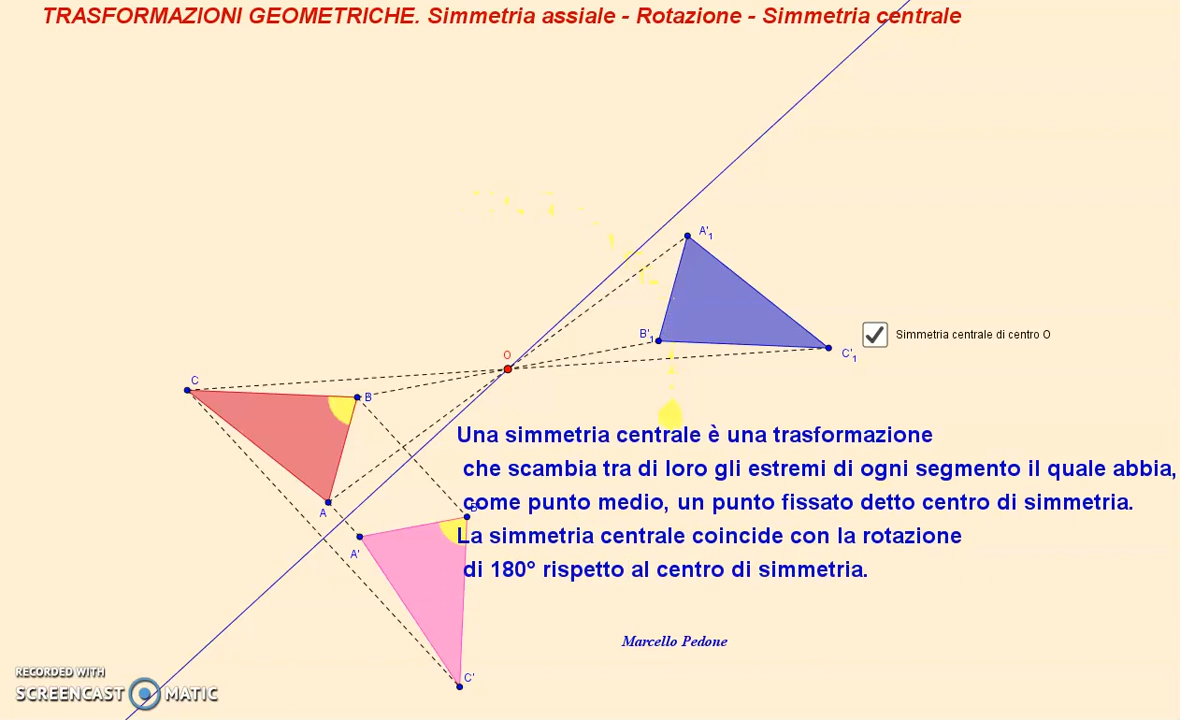 TRASFORMAZIONI GEOMETRICHE. Simmetria assiale - Rotazione - Simmetria centrale
A'1
B'1
C'1
Simmetria centrale di centro O
O
C
B
A
Una simmetria centrale è una trasformazione
che scambia tra di loro gli estremi di ogni segmento il quale abbia,
come punto medio, un punto fissato detto centro di simmetria.
La simmetria centrale coincide con la rotazione
di 180° rispetto al centro di simmetria.
A'
C'
Marcello Pedone
RECORDED WITH
SCREENCAST MATIC